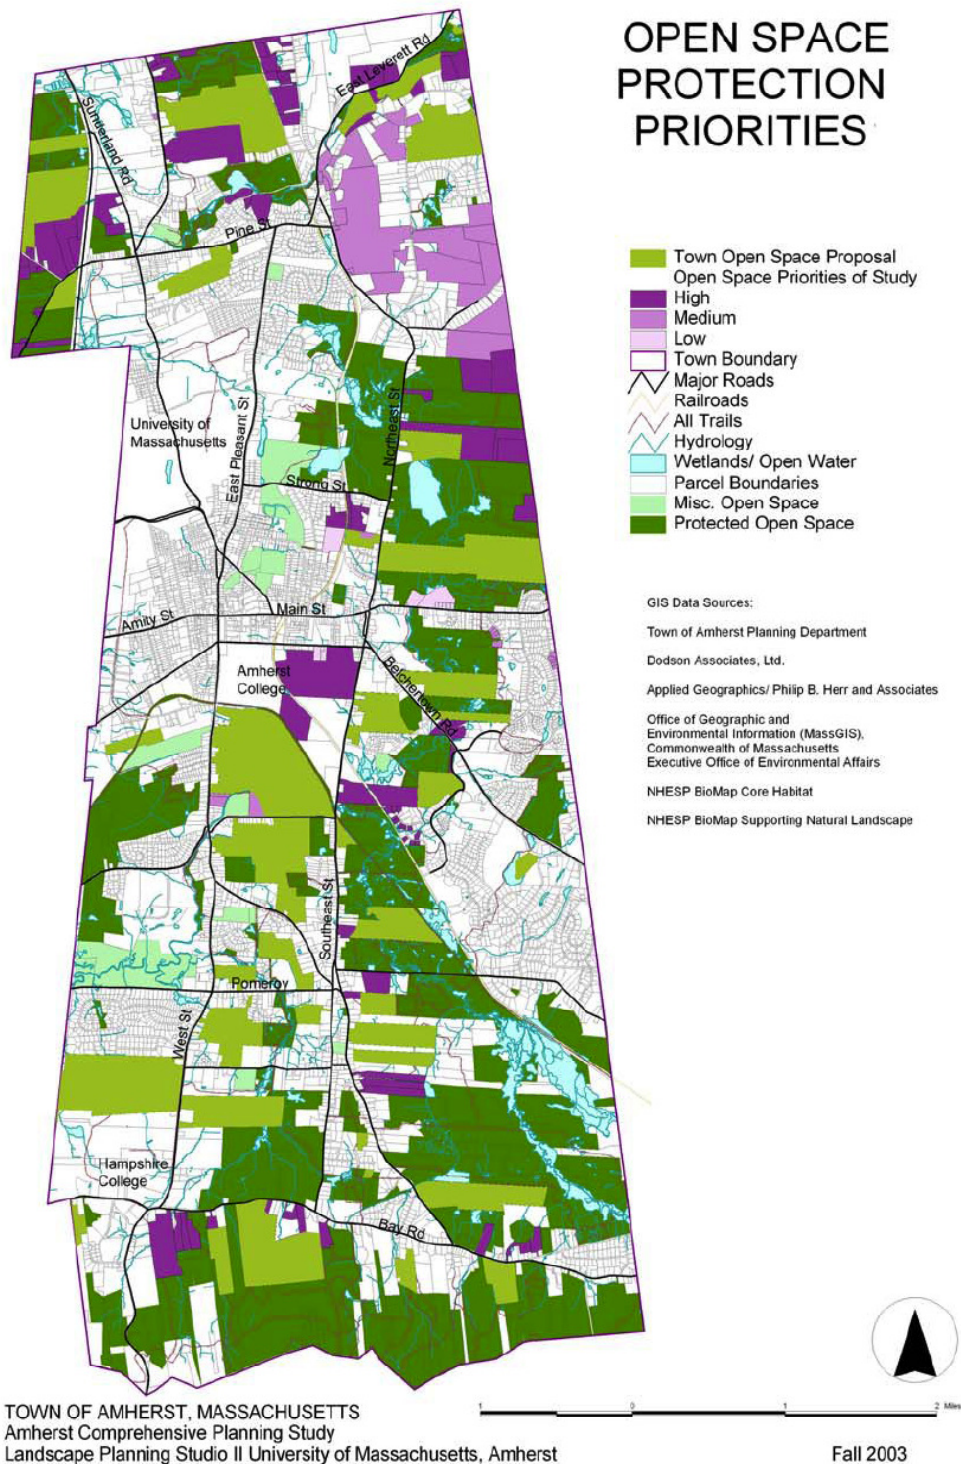 OPEN SPACE
PROTECTION
PRIORITIES
Town Open Space Proposal
Open Space Priorities of Study
High
Medium
Low
Town Boundary
Major Roads
Railroads
All Trails
Hydrology
Wetlands/ Open Water
Parcel Boundaries
Misc. Open Space
Protected Open Space
GIS Data Sources:
Town of Amherst Planning Department
Dodson Associates, Ltd.
Applied Geographics/ Philip B. Herr and Associates
Office of Geographic and
Environmental Information (MassGIS),
Commonwealth of Massachusetts
Executive Office of Environmental Affairs
NHESP BioMap Core Habitat
NHESP BioMap Supporting Natural Landscape
East Leverett Rd
Sunderland Rd
Pine St
University of
Massachusetts
East Pleasant St
Northeast St
Strong St
Main St
Amity St
Amherst
College
Belchertown Rd
Southeast St
Pomeroy
West St
Hampshire
College
Bay Rd
1 0 1 2 Miles
TOWN OF AMHERST, MASSACHUSETTS
Amherst Comprehensive Planning Study
Landscape Planning Studio II University of Massachusetts, Amherst
Fall 2003